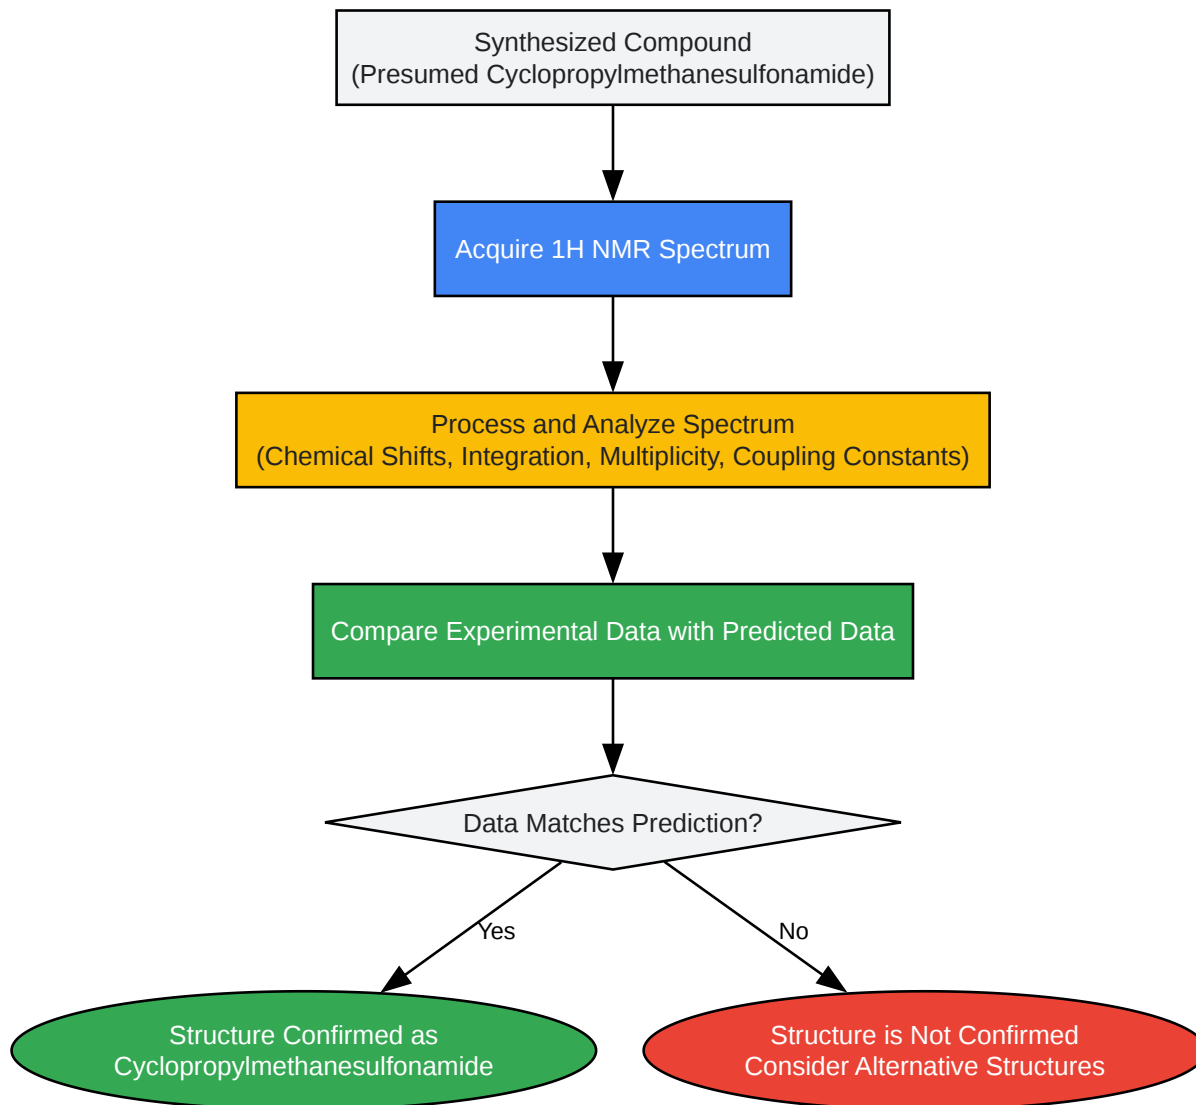 Synthesized Compound
(Presumed Cyclopropylmethanesulfonamide)
Acquire 1H NMR Spectrum
Process and Analyze Spectrum
(Chemical Shifts, Integration, Multiplicity, Coupling Constants)
Compare Experimental Data with Predicted Data
Data Matches Prediction?
Yes
No
Structure Confirmed as
Cyclopropylmethanesulfonamide
Structure is Not Confirmed
Consider Alternative Structures